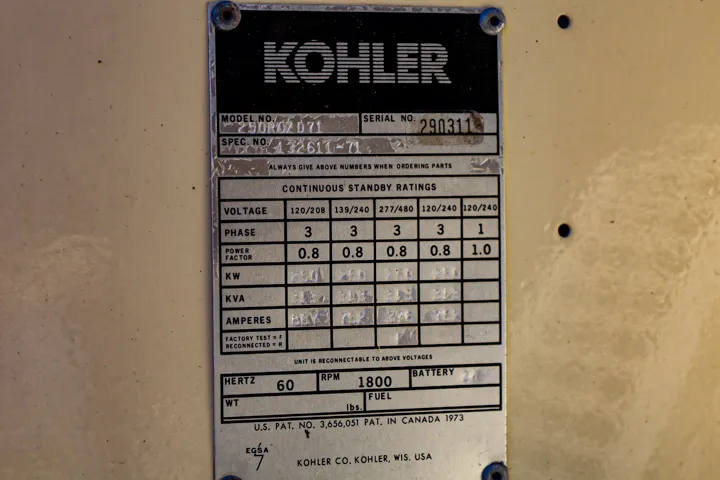 KOHLER
MODEL NO. SERIAL NO. 290311
SPEC. NO. 132611-71
ALWAYS GIVE ABOVE NUMBERS WHEN ORDERING PARTS
CONTINUOUS STANDBY RATINGS
VOLTAGE 120/208 139/240 277/480 120/240 120/240
PHASE 3 3 3 3 1
POWER FACTOR 0.8 0.8 0.8 0.8 1.0
KW
KVA
AMPERES
FACTORY TEST = F
RECONNECTED = R
UNIT IS RECONNECTABLE TO ABOVE VOLTAGES
HERTZ 60 RPM 1800 BATTERY
WT lbs. FUEL
U.S. PAT. NO. 3,656,051 PAT. IN CANADA 1973
EGSA
KOHLER CO. KOHLER, WIS. USA